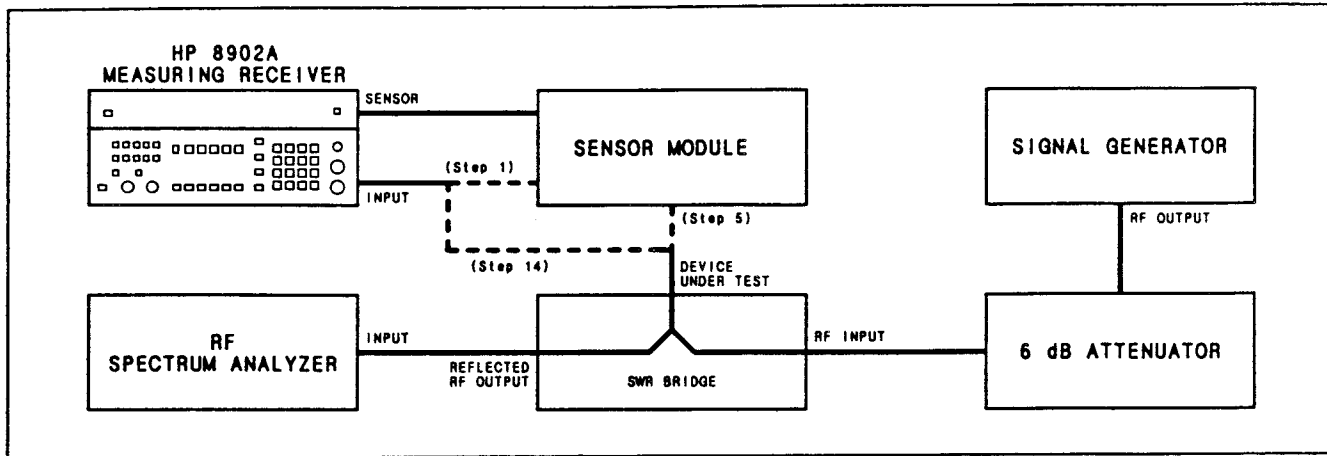 HP 8902A
MEASURING RECEIVER
SENSOR
INPUT
(Step 1)
SENSOR MODULE
(Step 5)
(Step 14)
DEVICE
UNDER TEST
SIGNAL GENERATOR
RF OUTPUT
RF
SPECTRUM ANALYZER
INPUT
REFLECTED
RF OUTPUT
SWR BRIDGE
RF INPUT
6 dB ATTENUATOR